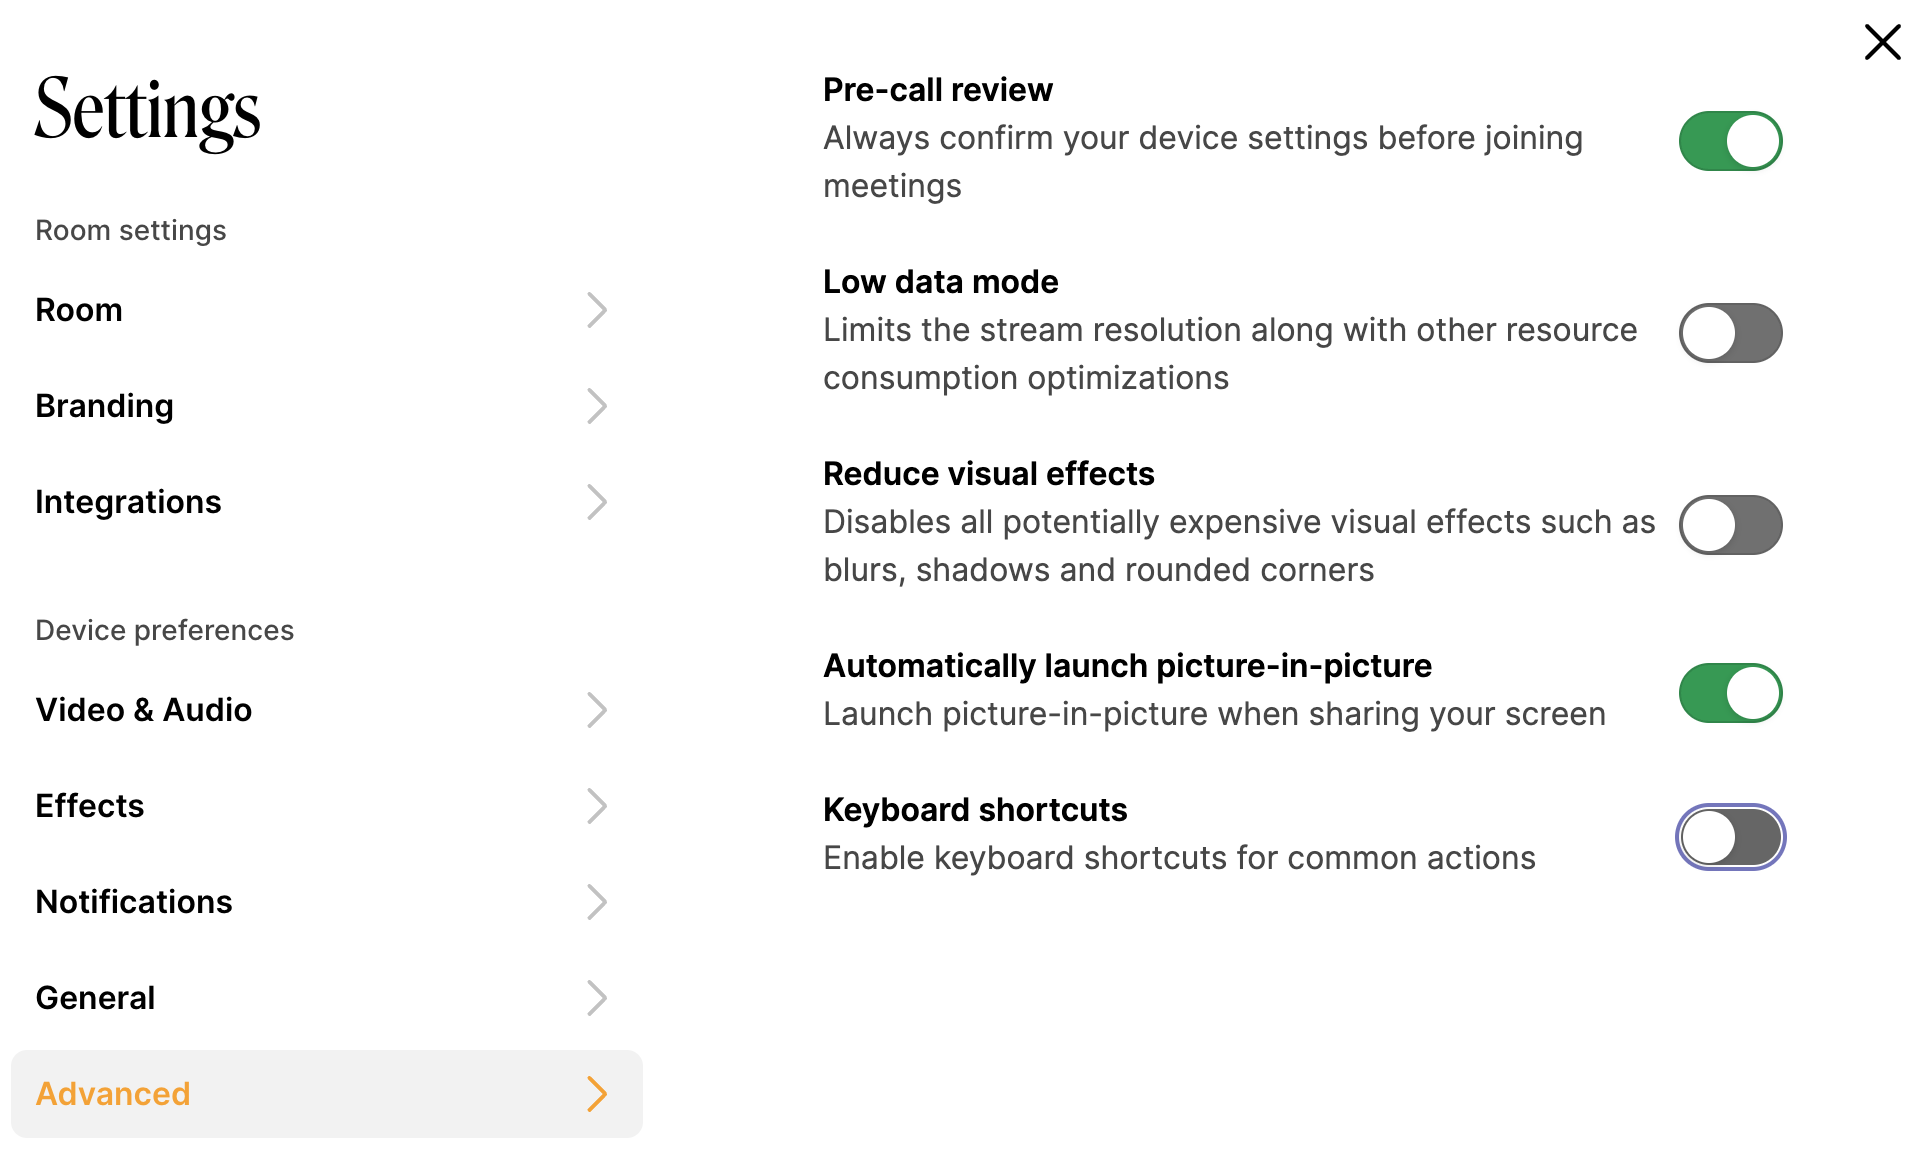 Settings
Room settings
Room
Branding
Integrations
Device preferences
Video & Audio
Effects
Notifications
General
Advanced
Pre-call review
Always confirm your device settings before joining
meetings
Low data mode
Limits the stream resolution along with other resource
consumption optimizations
Reduce visual effects
Disables all potentially expensive visual effects such as
blurs, shadows and rounded corners
Automatically launch picture-in-picture
Launch picture-in-picture when sharing your screen
Keyboard shortcuts
Enable keyboard shortcuts for common actions